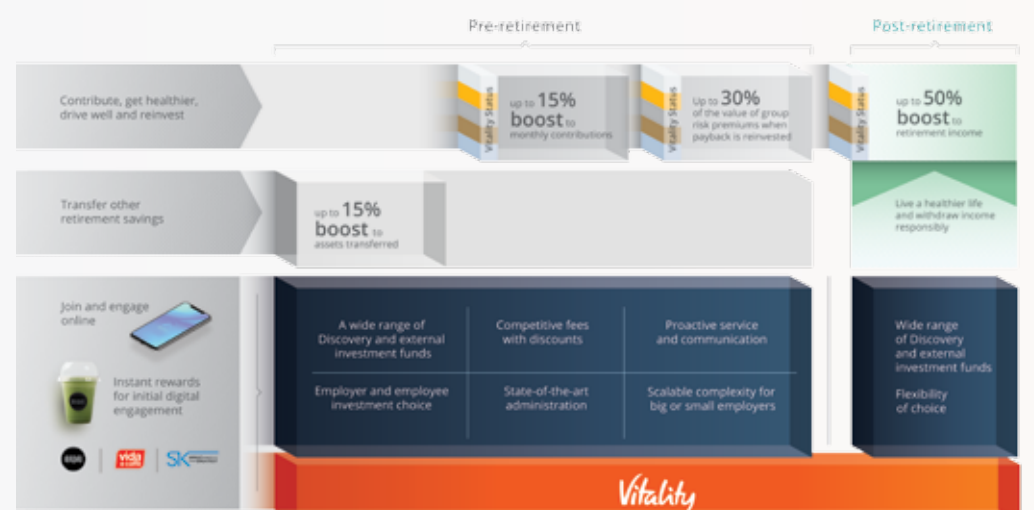 Pre-retirement
Post-retirement
Contribute, get healthier,
drive well and reinvest
Vitality Status
up to 15%
boost to
monthly contributions
Vitality Status
Up to 30%
of the value of group
risk premiums when
payback is reinvested
Vitality Status
up to 50%
boost to
retirement income
Transfer other
retirement savings
up to 15%
boost to
assets transferred
Live a healthier life
and withdraw income
responsibly
Join and engage
online
Instant rewards
for initial digital
engagement
vida
SK
A wide range of
Discovery and external
investment funds
Competitive fees
with discounts
Proactive service
and communication
Employer and employee
investment choice
State-of-the-art
administration
Scalable complexity for
big or small employers
Wide range
of Discovery
and external
investment funds
Flexibility
of choice
Vitality